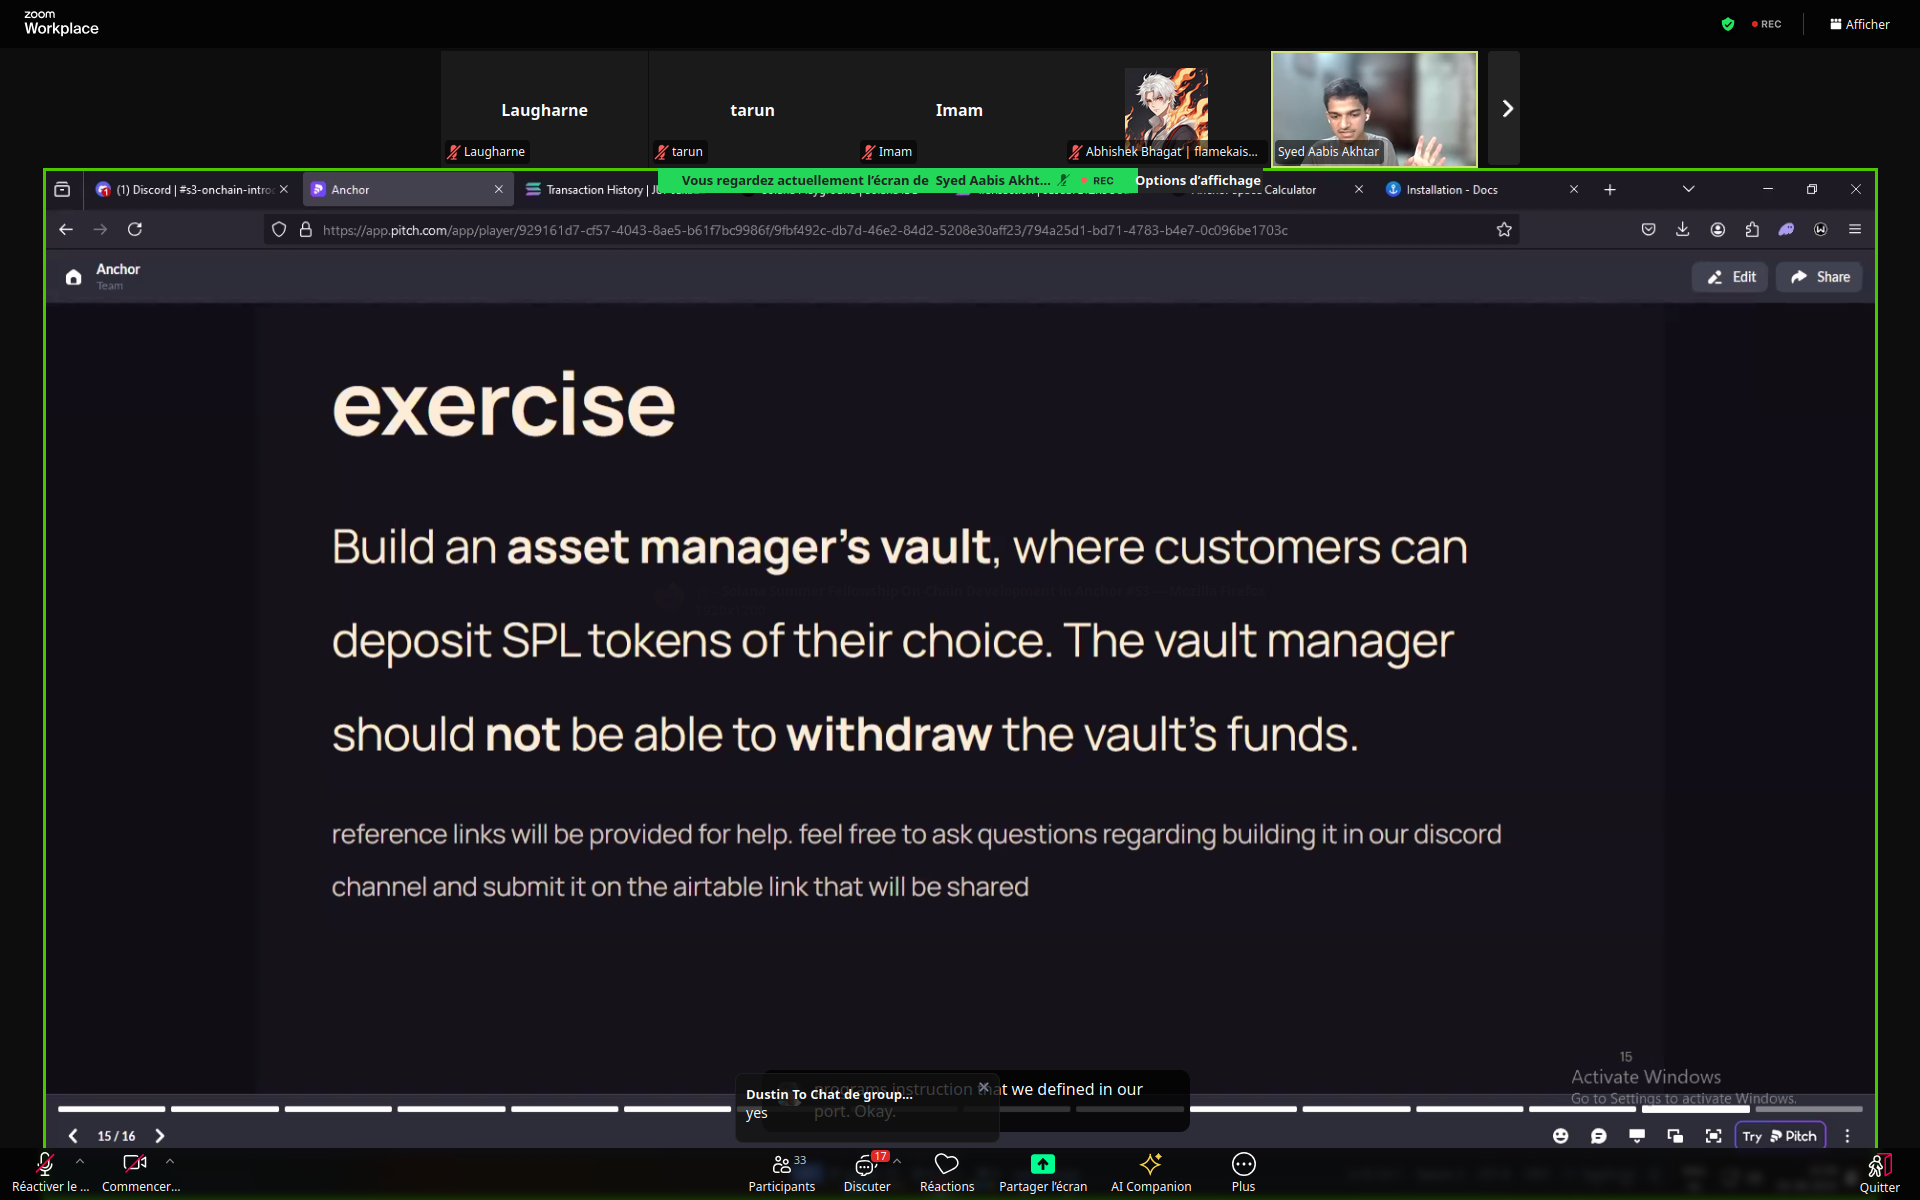 zoom
Workplace
REC
Afficher
Laugharne
tarun
Imam
Laugharne
tarun
Imam
Abhishek Bhagat | flamekais...
Syed Aabis Akhtar
Vous regardez actuellement l'écran de Syed Aabis Akht...
REC
Options d'affichage
(1) Discord | #s3-onchain-intro
Anchor
Transaction History |
Calculator
Installation - Docs
https://app.pitch.com/app/player/929161d7-cf57-4043-8ae5-b61f7bc9986f/9fbf492c-db7d-46e2-84d2-5208e30aff23/794a25d1-bd71-4783-b4e7-0c096be1703c
Anchor
Team
Edit
Share
exercise
Build an asset manager's vault, where customers can
deposit SPL tokens of their choice. The vault manager
should not be able to withdraw the vault's funds.
reference links will be provided for help. feel free to ask questions regarding building it in our discord
channel and submit it on the airtable link that will be shared
15
Activate Windows
Go to Settings to activate Windows.
programs instruction that we defined in our
port. Okay.
Dustin To Chat de group...
yes
15 / 16
Try Pitch
Réactiver le ...
Commencer...
33
Participants
17
Discuter
Réactions
Partager l'écran
AI Companion
Plus
Quitter